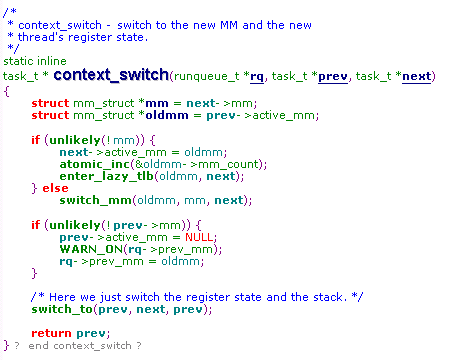 /*
 * context_switch - switch to the new MM and the new
 * thread's register state.
 */
static inline
task_t * context_switch(runqueue_t *rq, task_t *prev, task_t *next)
{
struct mm_struct *mm = next->mm;
struct mm_struct *oldmm = prev->active_mm;
if (unlikely(!mm)) {
next->active_mm = oldmm;
atomic_inc(&oldmm->mm_count);
enter_lazy_tlb(oldmm, next);
} else
switch_mm(oldmm, mm, next);
if (unlikely(!prev->mm)) {
prev->active_mm = NULL;
WARN_ON(rq->prev_mm);
rq->prev_mm = oldmm;
}
/* Here we just switch the register state and the stack. */
switch_to(prev, next, prev);
return prev;
} ? end context_switch ?